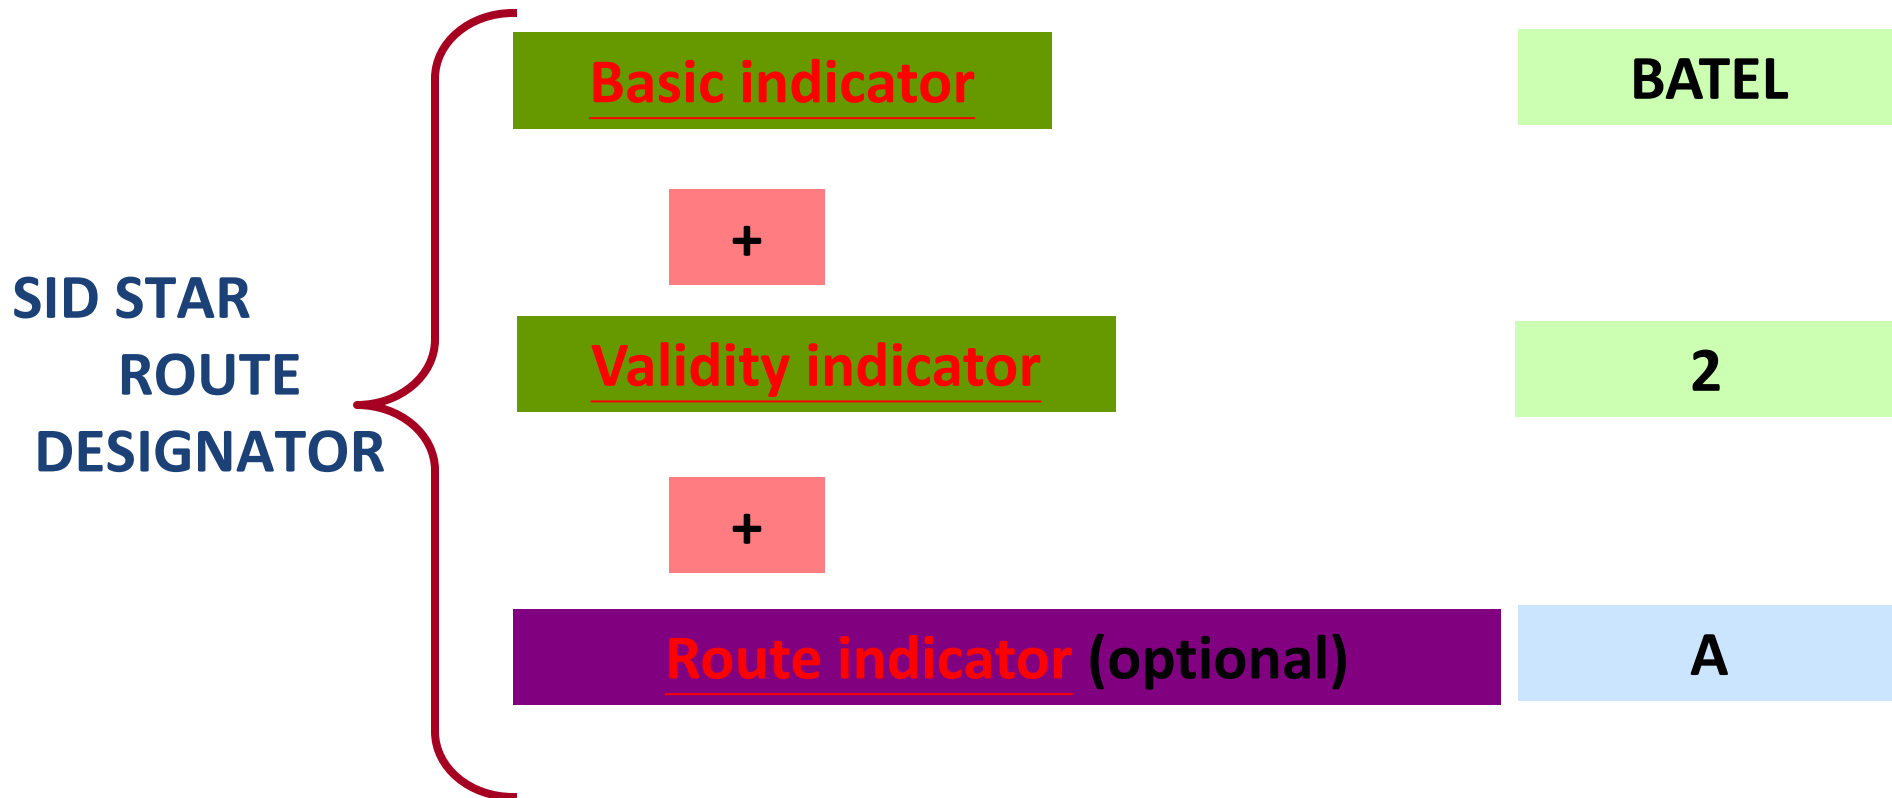 SID STAR
ROUTE
DESIGNATOR
Basic indicator
BATEL
+
Validity indicator
2
+
Route indicator (optional)
A